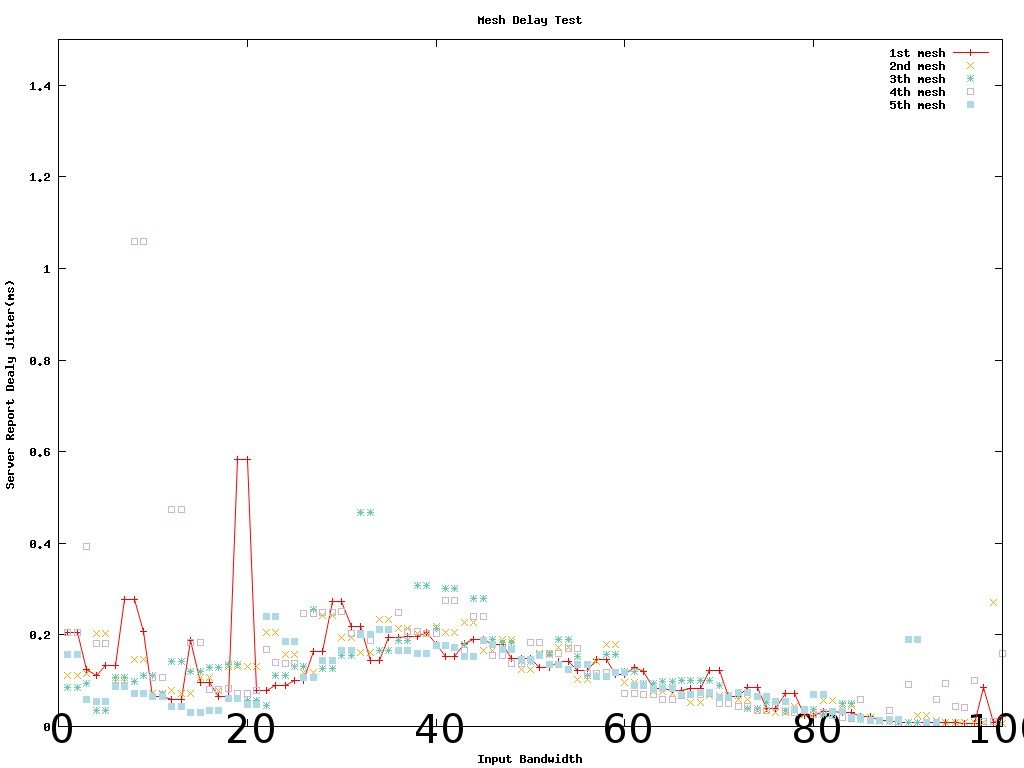 Mesh Delay Test
1st mesh
2nd mesh
3th mesh
4th mesh
5th mesh
1.4
1.2
1
0.8
0.6
0.4
0.2
0
Server Report Dealy Jitter(ms)
0 20 40 60 80 100
Input Bandwidth